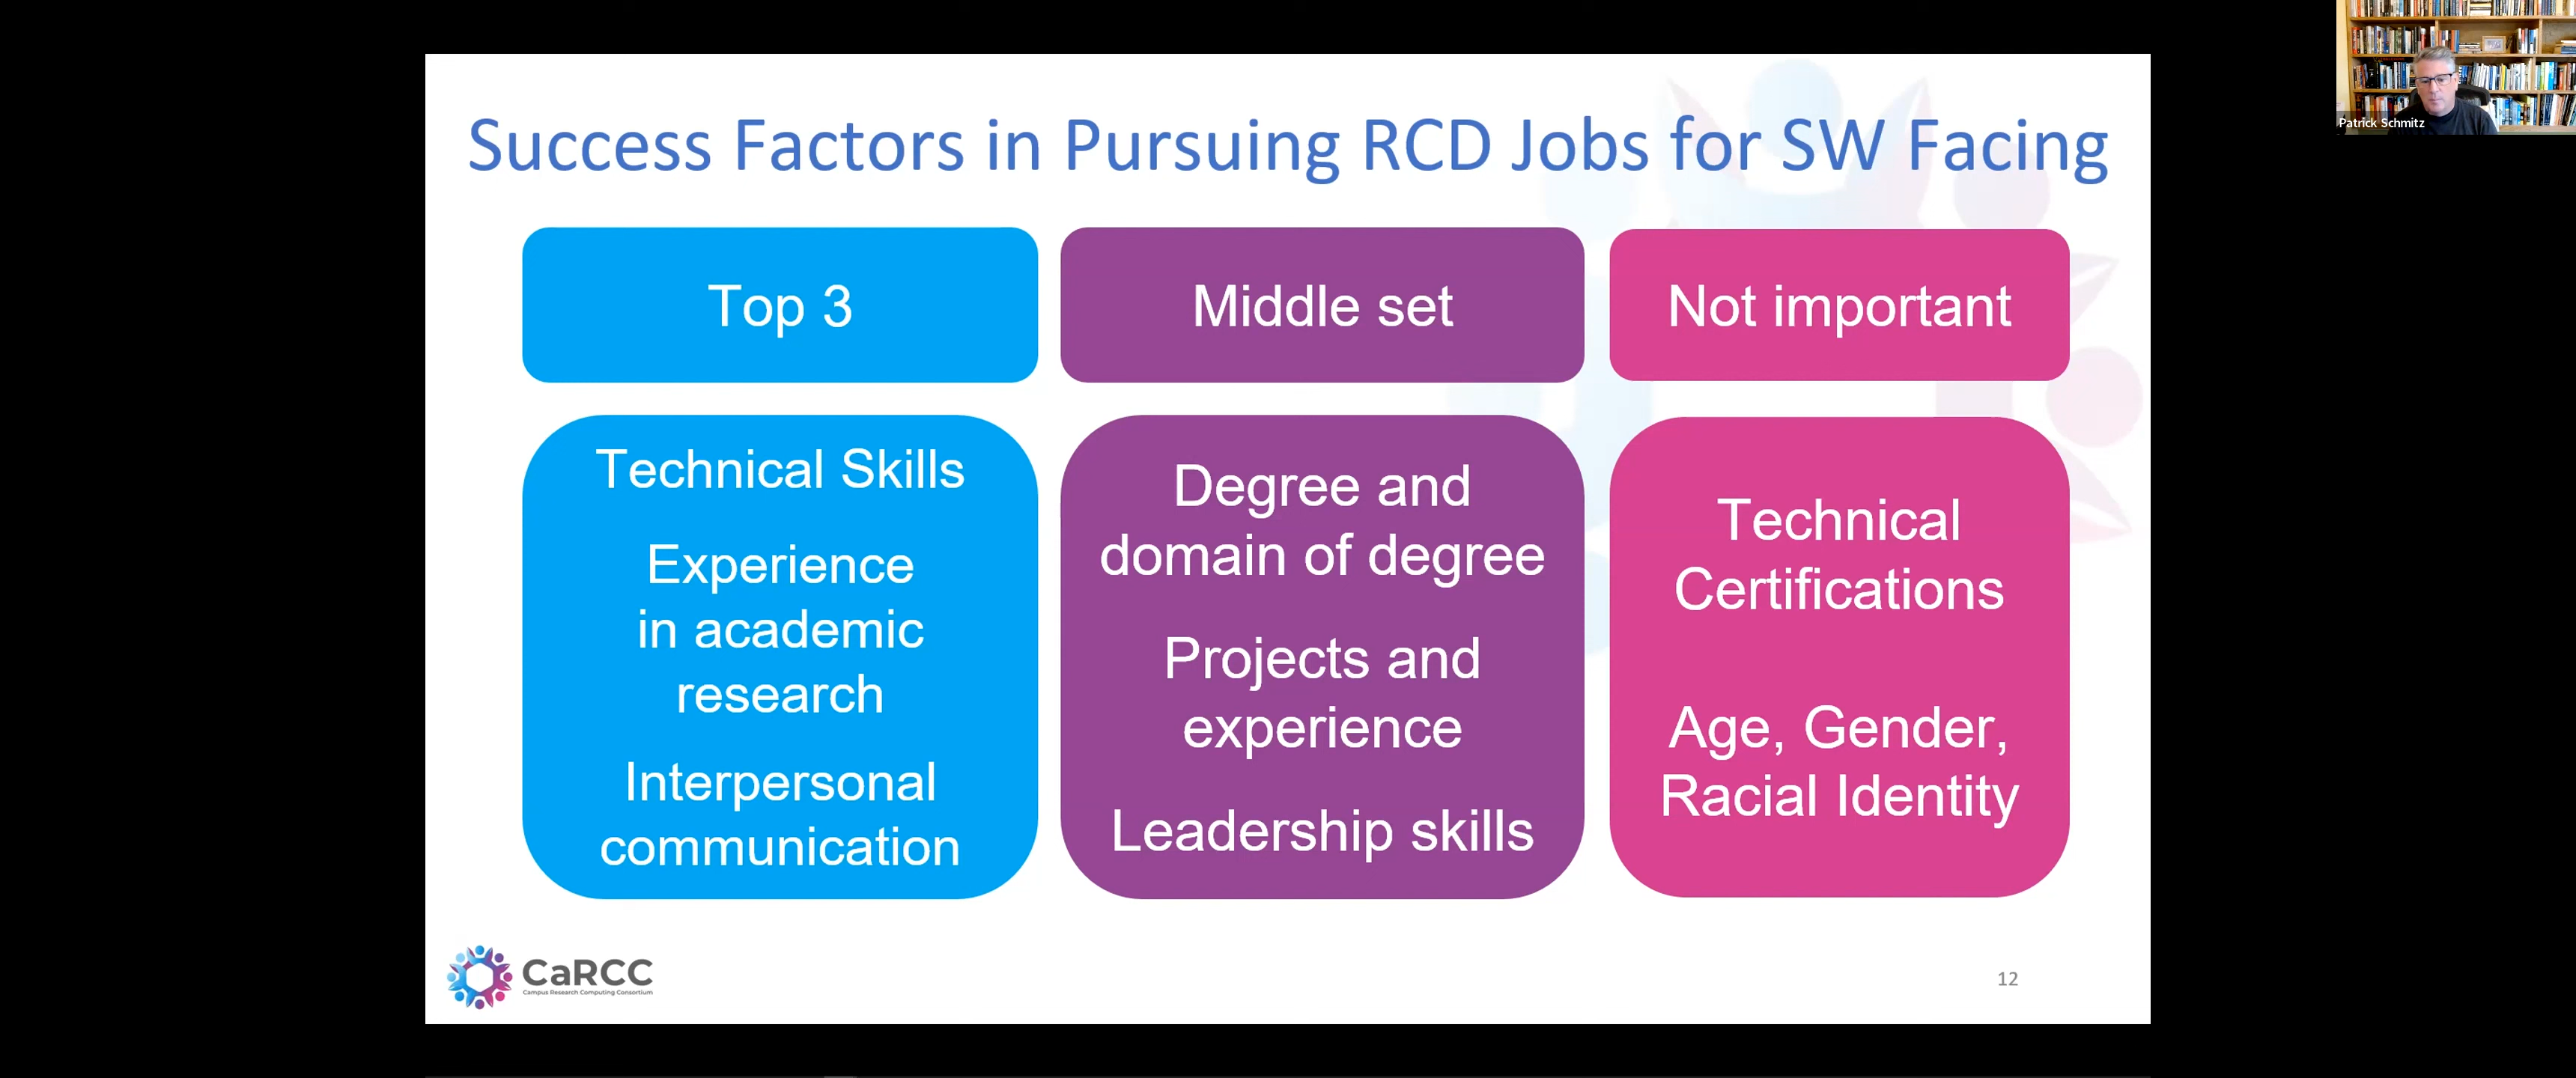 Success Factors in Pursuing RCD Jobs for SW Facing
Top 3
Technical Skills
Experience
in academic
research
Interpersonal
communication
Middle set
Degree and
domain of degree
Projects and
experience
Leadership skills
Not important
Technical
Certifications
Age, Gender,
Racial Identity
CaRCC
Campus Research Computing Consortium
12
Patrick Schmitz